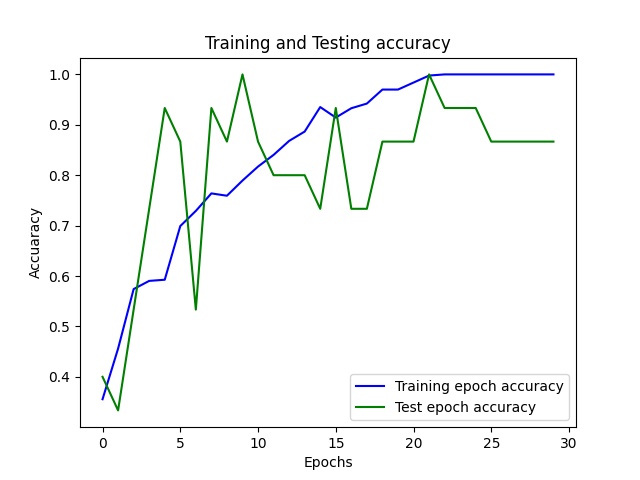 Training and Testing accuracy
1.0
0.9
0.8
0.7
0.6
0.5
0.4
Accuaracy
0 5 10 15 20 25 30
Epochs
Training epoch accuracy
Test epoch accuracy